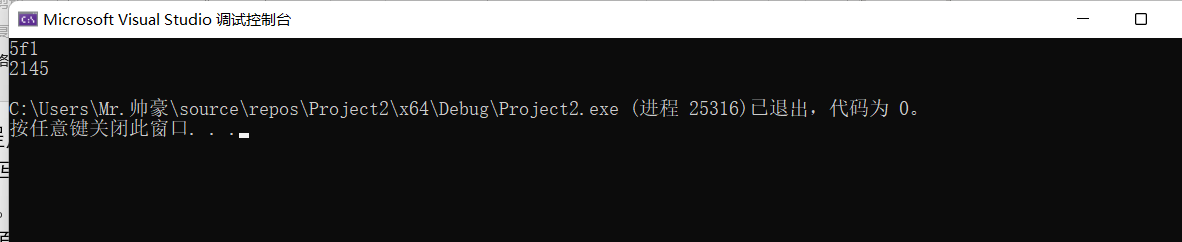 Microsoft Visual Studio 调试控制台
5f1
2145
C:\Users\Mr.帅豪\source\repos\Project2\x64\Debug\Project2.exe (进程 25316)已退出，代码为 0。
按任意键关闭此窗口. . .